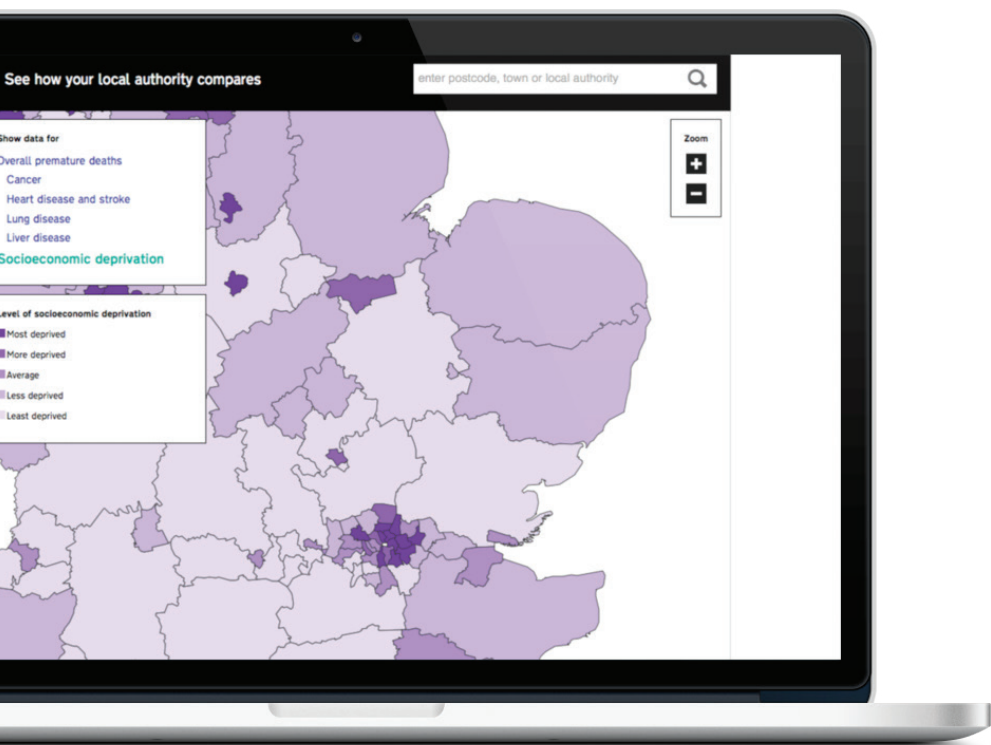 See how your local authority compares
enter postcode, town or local authority
Show data for
Overall premature deaths
Cancer
Heart disease and stroke
Lung disease
Liver disease
Socioeconomic deprivation
Zoom
Level of socioeconomic deprivation
Most deprived
More deprived
Average
Less deprived
Least deprived